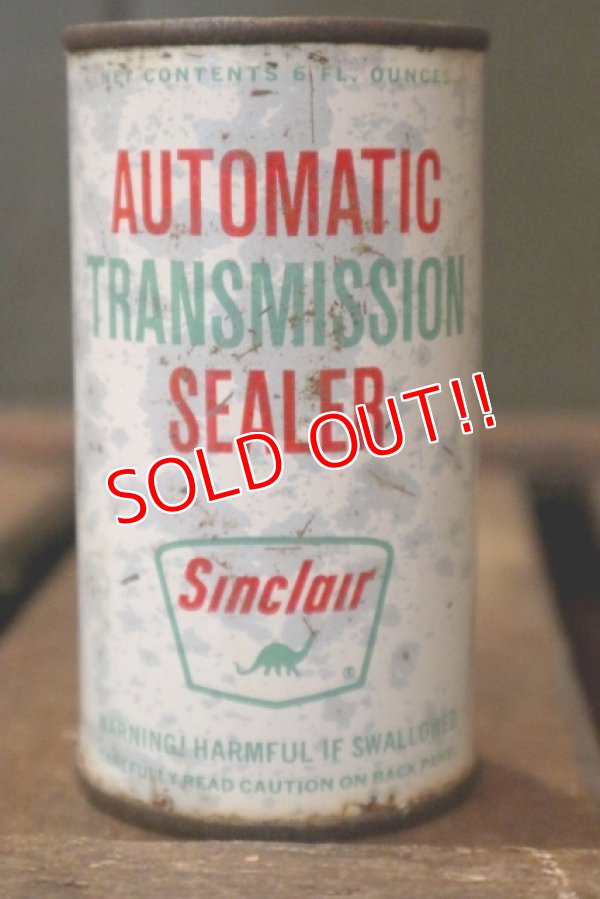 NET CONTENTS 6 FL. OUNCES
AUTOMATIC
TRANSMISSION
SEALER
SOLD OUT!!
Sinclair
®
WARNING! HARMFUL IF SWALLOWED
CAREFULLY READ CAUTION ON BACK PANEL